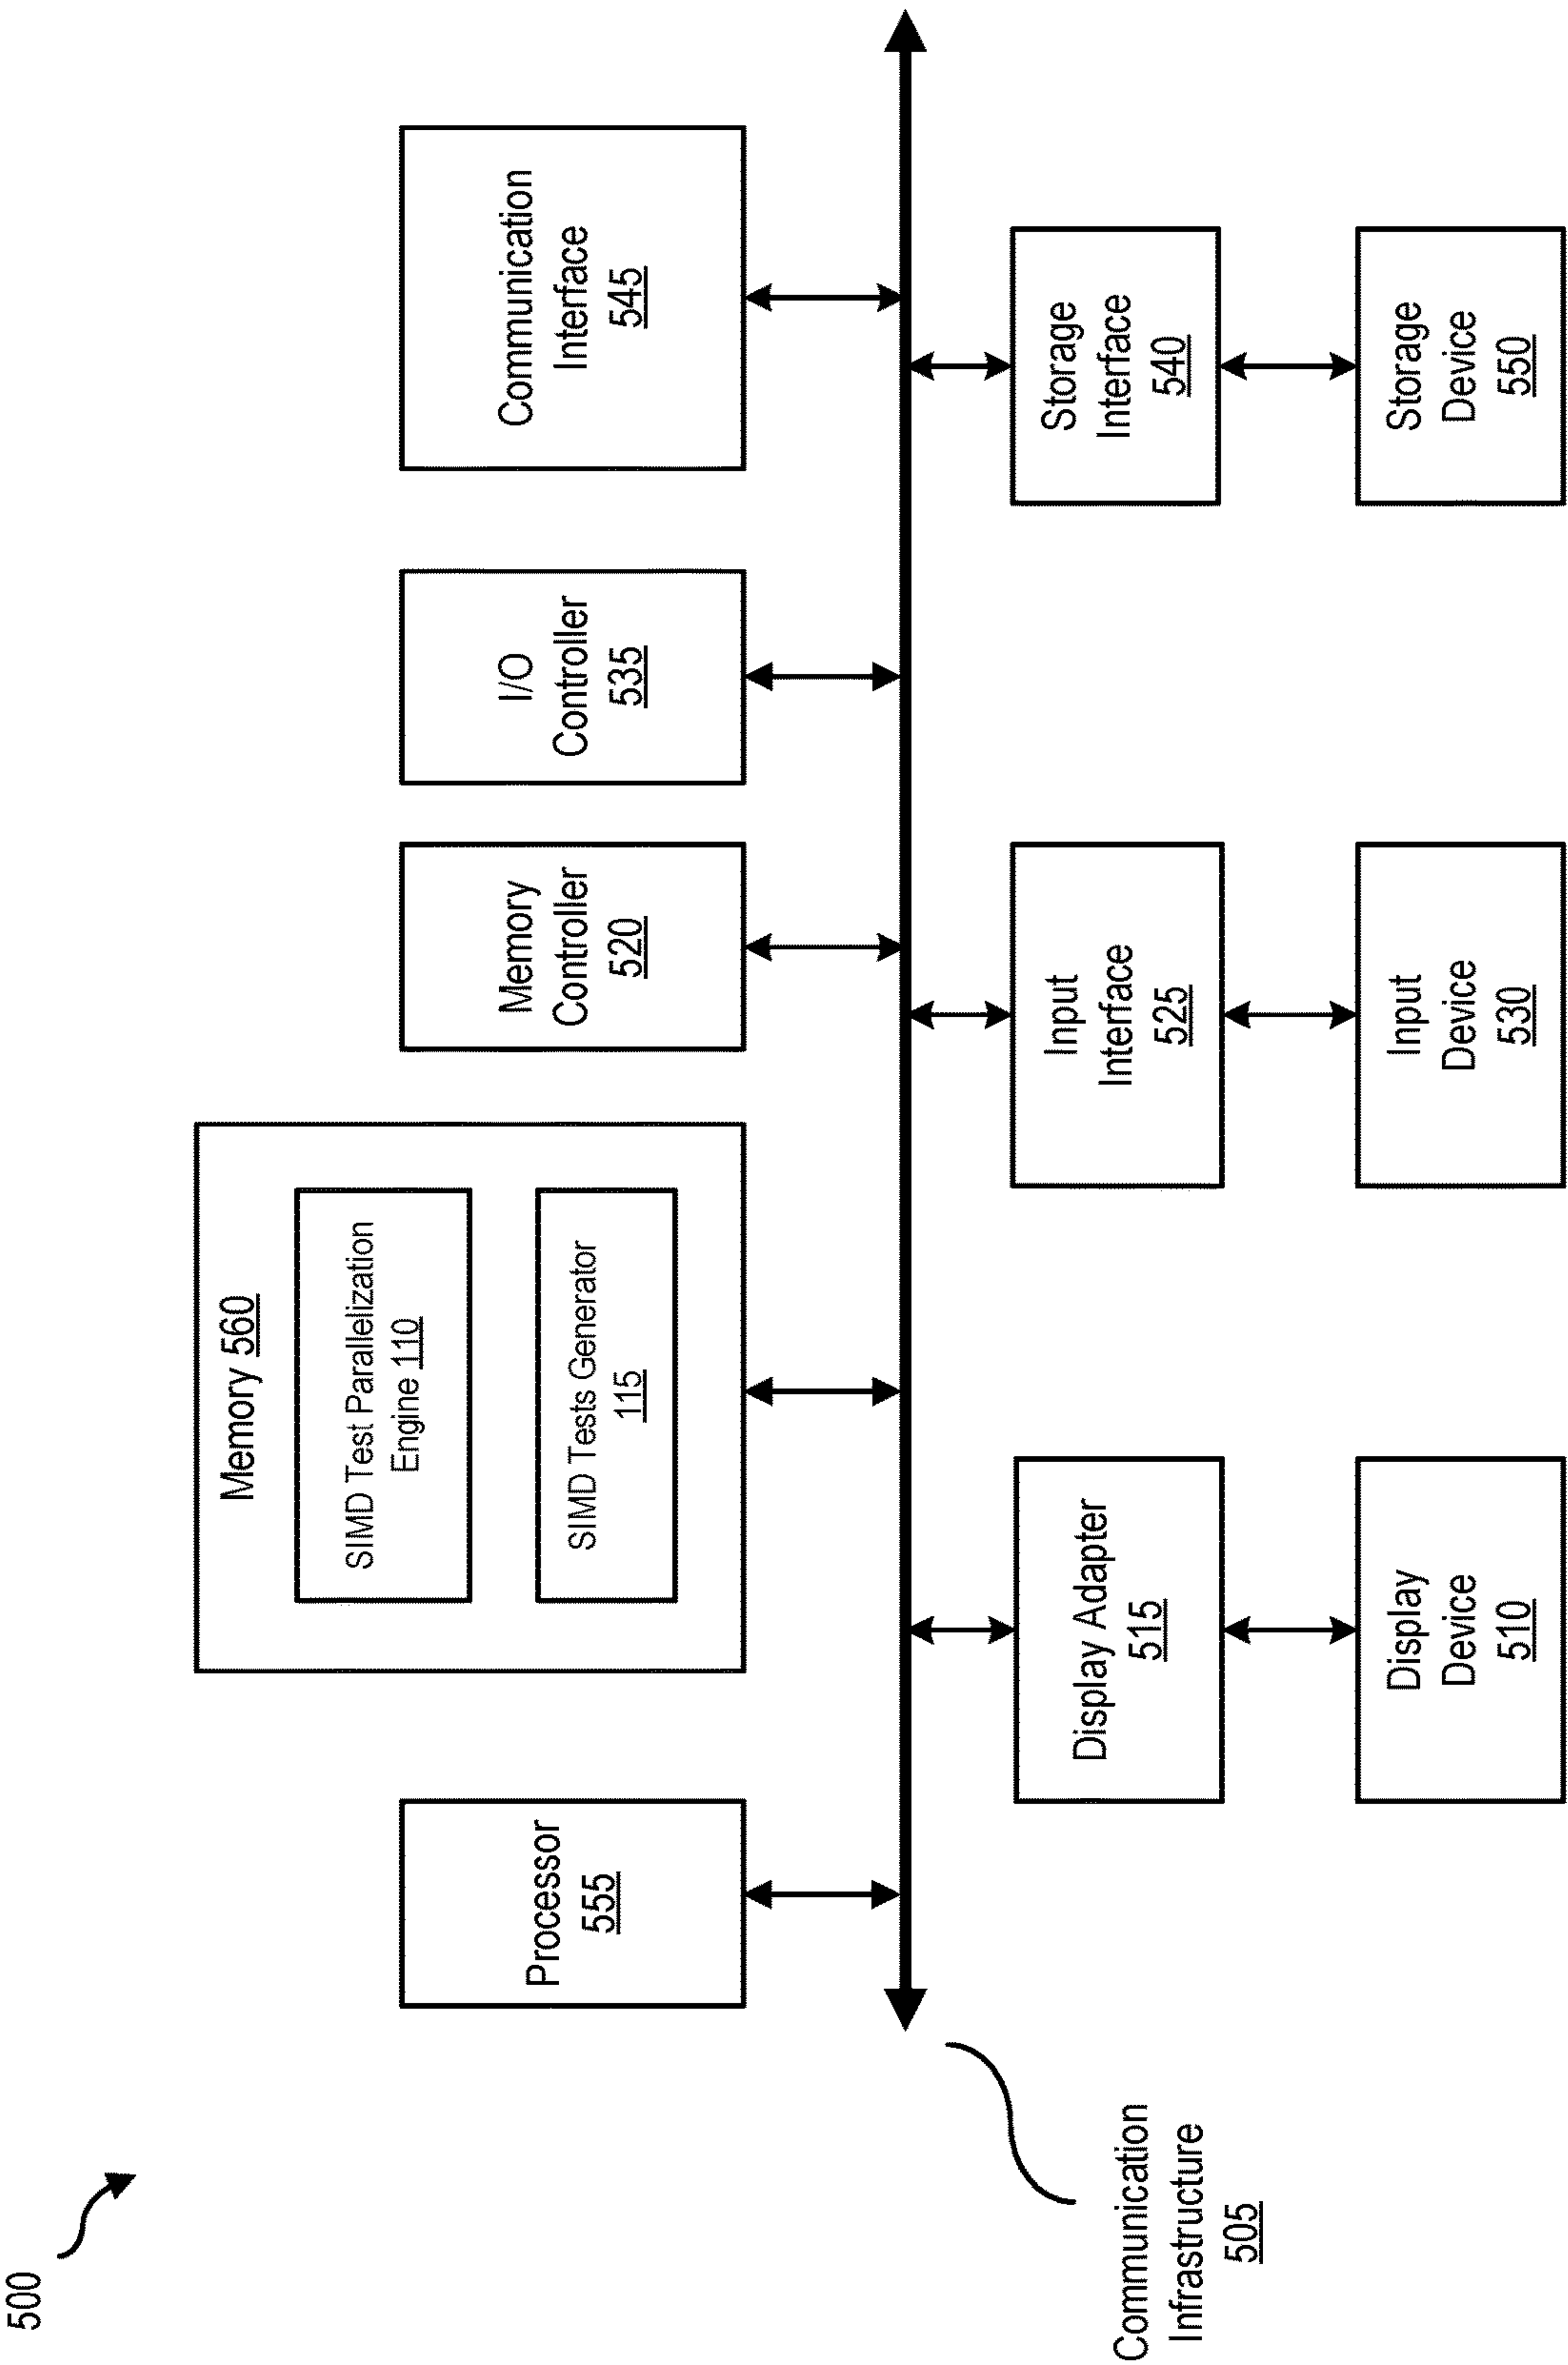 500
Processor
555
Memory 560
SIMD Test Parallelization
Engine 110
SIMD Tests Generator
115
Memory
Controller
520
I/O
Controller
535
Communication
Interface
545
Communication
Infrastructure
505
Display Adapter
515
Input
Interface
525
Storage
Interface
540
Display
Device
510
Input
Device
530
Storage
Device
550